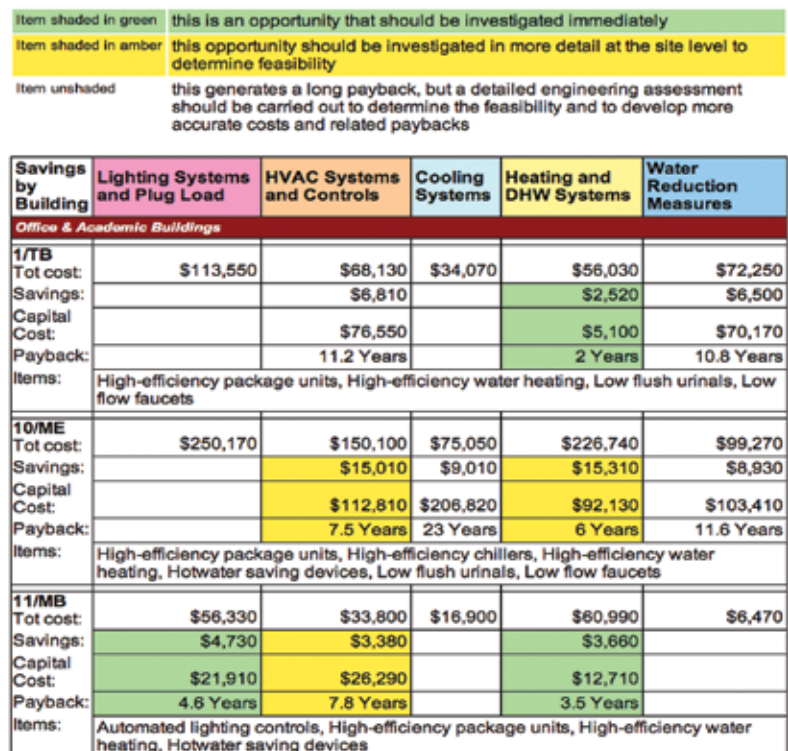 Item shaded in green this is an opportunity that should be investigated immediately
Item shaded in amber this opportunity should be investigated in more detail at the site level to
determine feasibility
Item unshaded this generates a long payback, but a detailed engineering assessment
should be carried out to determine the feasibility and to develop more
accurate costs and related paybacks
Savings by Building Lighting Systems and Plug Load HVAC Systems and Controls Cooling Systems Heating and DHW Systems Water Reduction Measures
Office & Academic Buildings
1/TB
Tot cost: $113,550 $68,130 $34,070 $56,030 $72,250
Savings: $6,810 $2,520 $6,500
Capital
Cost: $76,550 $5,100 $70,170
Payback: 11.2 Years 2 Years 10.8 Years
Items: High-efficiency package units, High-efficiency water heating, Low flush urinals, Low
flow faucets
10/ME
Tot cost: $250,170 $150,100 $75,050 $226,740 $99,270
Savings: $15,010 $9,010 $15,310 $8,930
Capital
Cost: $112,810 $206,820 $92,130 $103,410
Payback: 7.5 Years 23 Years 6 Years 11.6 Years
Items: High-efficiency package units, High-efficiency chillers, High-efficiency water
heating, Hotwater saving devices, Low flush urinals, Low flow faucets
11/MB
Tot cost: $56,330 $33,800 $16,900 $60,990 $6,470
Savings: $4,730 $3,380 $3,660
Capital
Cost: $21,910 $26,290 $12,710
Payback: 4.6 Years 7.8 Years 3.5 Years
Items: Automated lighting controls, High-efficiency package units, High-efficiency water
heating, Hotwater saving devices